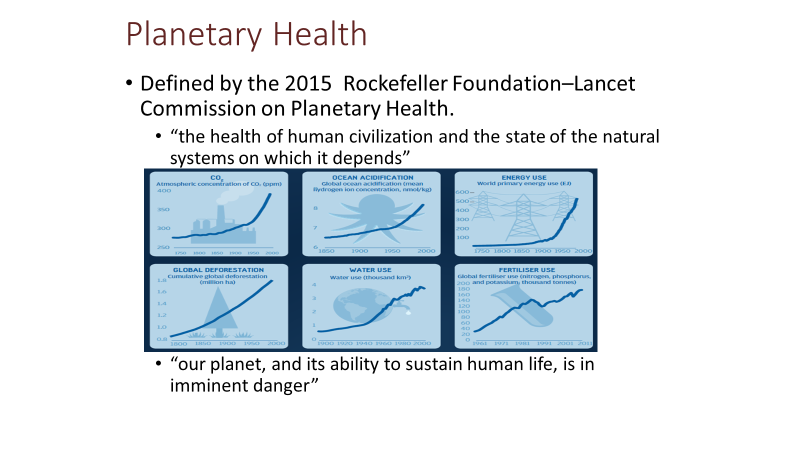 Planetary Health
• Defined by the 2015 Rockefeller Foundation–Lancet
Commission on Planetary Health.
• “the health of human civilization and the state of the natural
systems on which it depends”
CO₂
Atmospheric concentration of CO₂ (ppm)
400
350
300
250
1750 1800 1850 1900 1950 2000
OCEAN ACIDIFICATION
Global ocean acidification (mean
hydrogen ion concentration, nmol/kg)
8
7
6
1850 1900 1950 2000
ENERGY USE
World primary energy use (EJ)
600
500
400
300
200
100
1750 1800 1850 1900 1950 2000
GLOBAL DEFORESTATION
Cumulative global deforestation
(million ha)
1.8
1.6
1.4
1.2
1.0
0.8
1800 1850 1900 1950 2000
WATER USE
Water use (thousand km³)
4
3
2
1
0
1900 1920 1940 1960 1980 2000
FERTILISER USE
Global fertiliser use (nitrogen, phosphorus,
and potassium; thousand tonnes)
200
180
160
140
120
100
80
60
40
20
0
1961 1971 1981 1991 2001 2011
• “our planet, and its ability to sustain human life, is in
imminent danger”